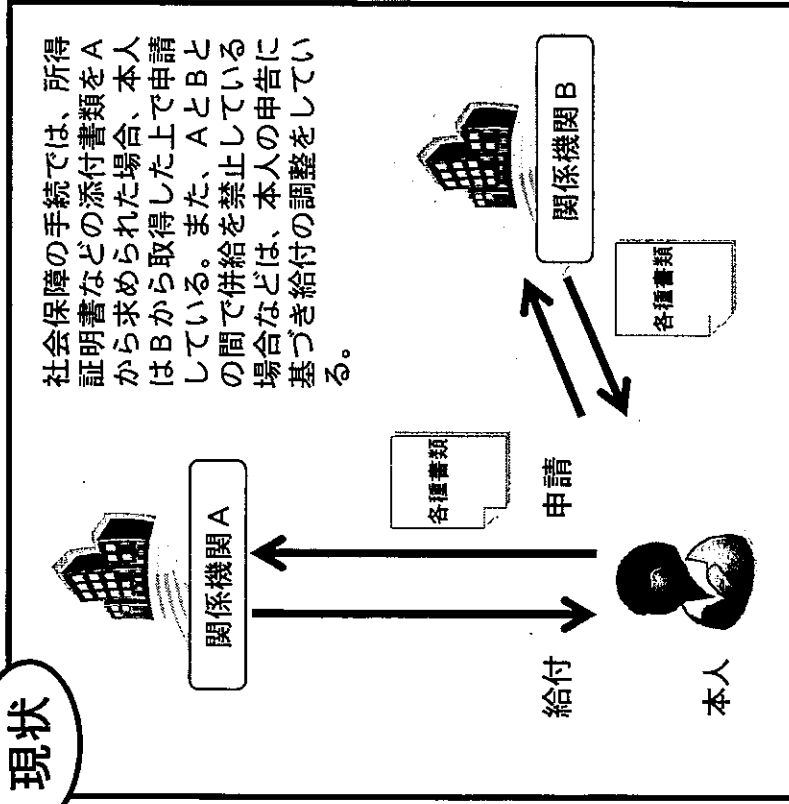 現状
社会保障の手続では、所得
証明書などの添付書類をA
から求められた場合、本人
はBから取得した上で申請
している。また、AとBと
の間で併給を禁止している
場合などは、本人の申告に
基づき給付の調整をしてい
る。
関係機関A
各種書類
給付
申請
本人
関係機関B
各種書類